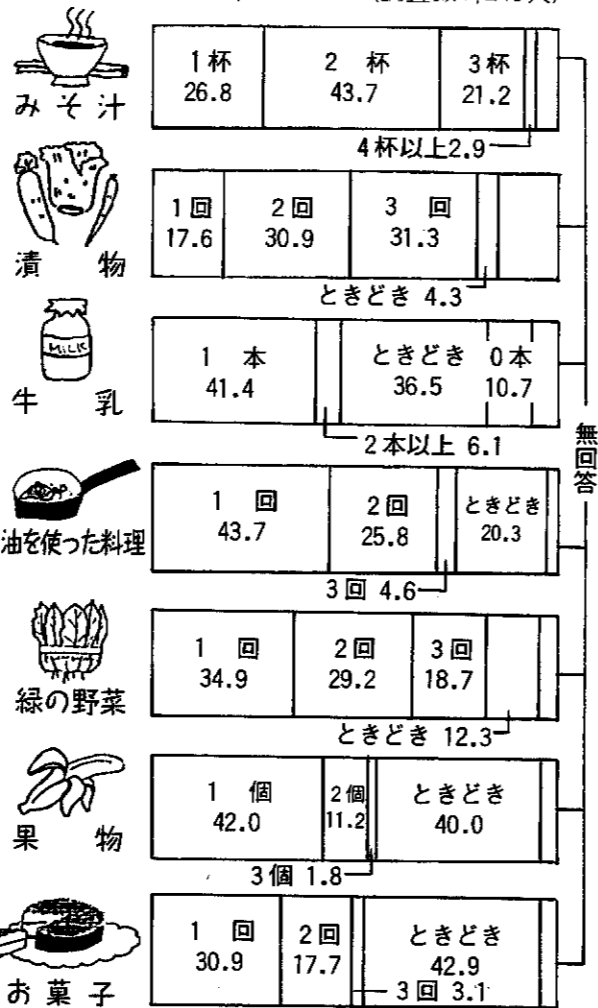 1杯 2杯 3杯
26.8 43.7 21.2
みそ汁
4杯以上2.9
1回 2回 3回
17.6 30.9 31.3
漬物
ときどき 4.3
MiLK
1本 ときどき 0本
41.4 36.5 10.7
牛乳
2本以上 6.1
無回答
1回 2回 ときどき
43.7 25.8 20.3
油を使った料理
3回 4.6
1回 2回 3回
34.9 29.2 18.7
緑の野菜
ときどき 12.3
1個 2個 ときどき
42.0 11.2 40.0
果物
3個 1.8
1回 2回 ときどき
30.9 17.7 42.9
お菓子
3回 3.1